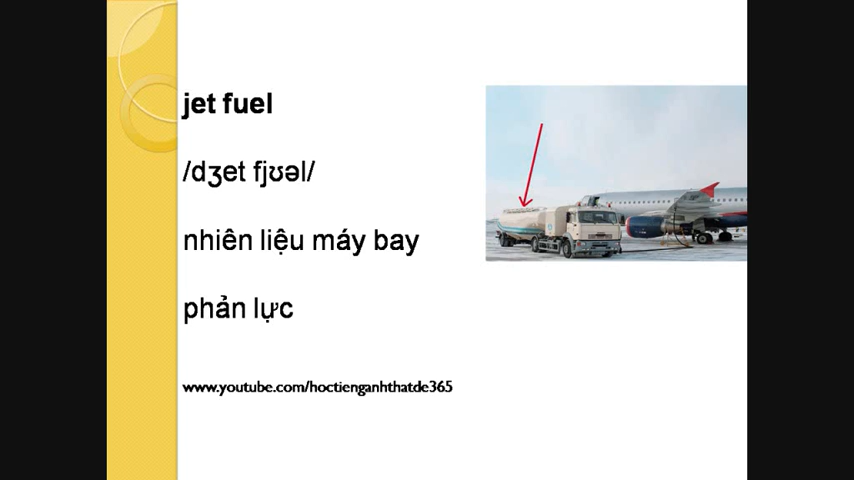 jet fuel
/dʒet fjʊəl/
nhiên liệu máy bay
phản lực
www.youtube.com/hoctienganhthatde365